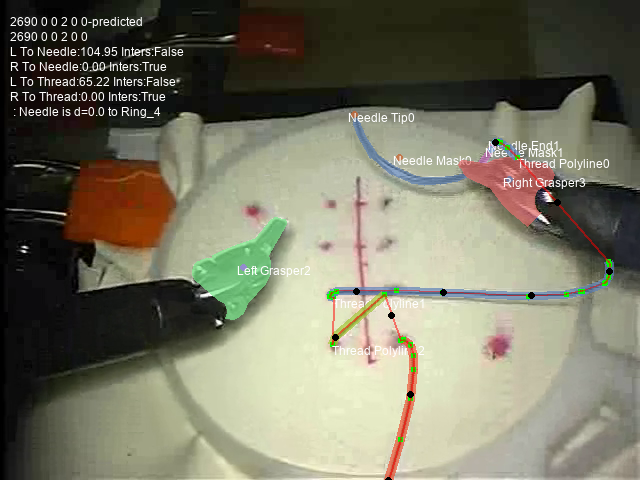 2690 0 0 2 0 0-predicted
2690 0 0 2 0 0
L To Needle:104.95 Inters:False
R To Needle:0.00 Inters:True
L To Thread:65.22 Inters:False
R To Thread:0.00 Inters:True
: Needle is d=0.0 to Ring_4
Needle Tip0
Needle End1
Needle Mask1
Needle Mask0
Thread Polyline0
Right Grasper3
Left Grasper2
Thread Polyline1
Thread Polyline2